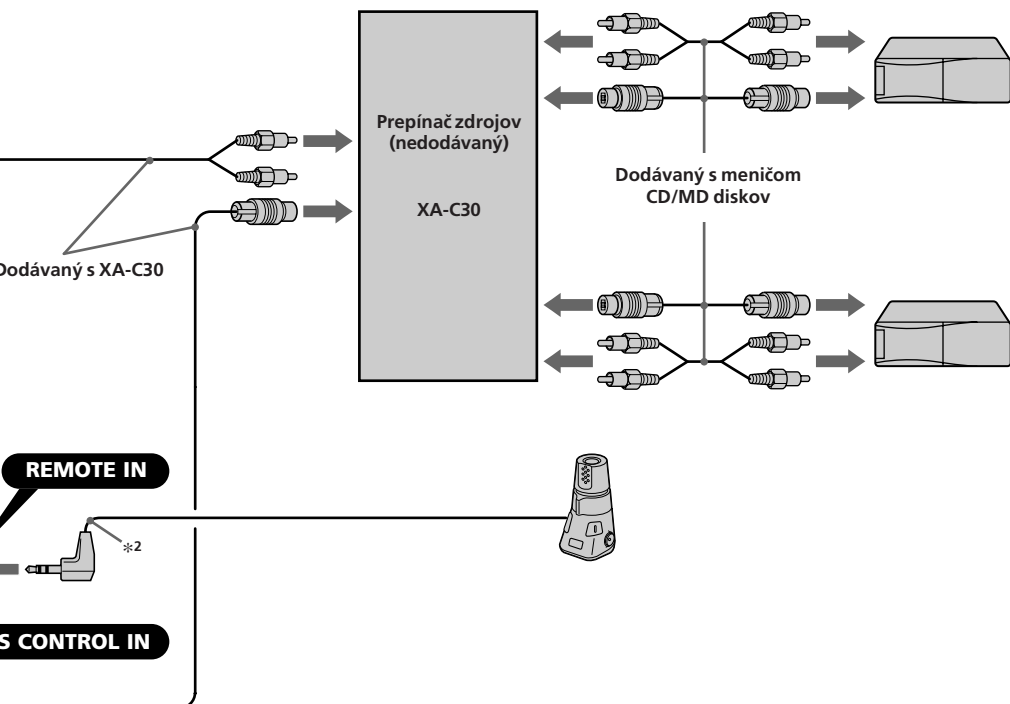 Prepínač zdrojov
(nedodávaný)
XA-C30
Dodávaný s meničom
CD/MD diskov
Dodávaný s XA-C30
REMOTE IN
*2
S CONTROL IN